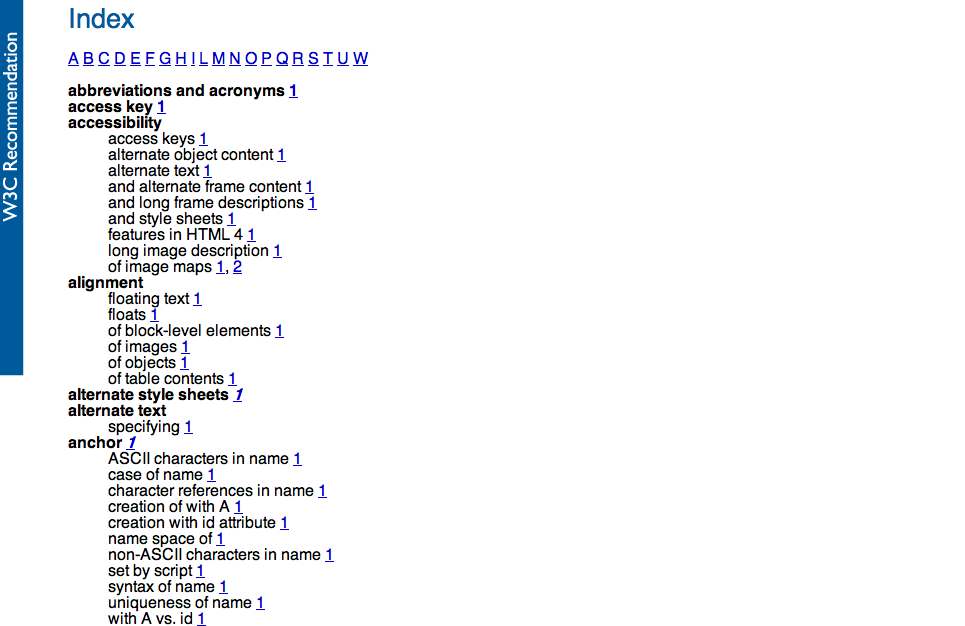 W3C Recommendation
Index
A B C D E F G H I L M N O P Q R S T U W
abbreviations and acronyms 1
access key 1
accessibility
access keys 1
alternate object content 1
alternate text 1
and alternate frame content 1
and long frame descriptions 1
and style sheets 1
features in HTML 4 1
long image description 1
of image maps 1, 2
alignment
floating text 1
floats 1
of block-level elements 1
of images 1
of objects 1
of table contents 1
alternate style sheets 1
alternate text
specifying 1
anchor 1
ASCII characters in name 1
case of name 1
character references in name 1
creation of with A 1
creation with id attribute 1
name space of 1
non-ASCII characters in name 1
set by script 1
syntax of name 1
uniqueness of name 1
with A vs. id 1